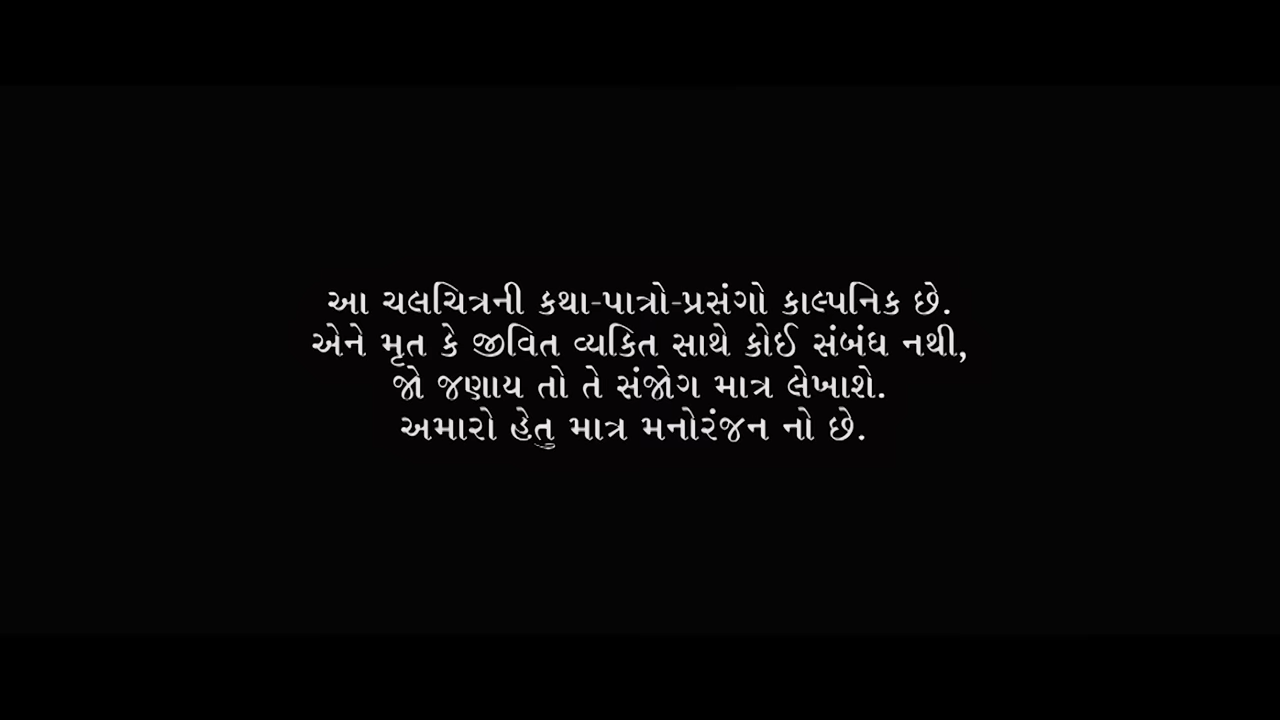 આ ચલચિત્રની કથા-પાત્રો-પ્રસંગો કાલ્પનિક છે.
એને મૃત કે જીવિત વ્યકિત સાથે કોઈ સંબંધ નથી,
જો જણાય તો તે સંજોગ માત્ર લેખાશે.
અમારો હેતુ માત્ર મનોરંજન નો છે.